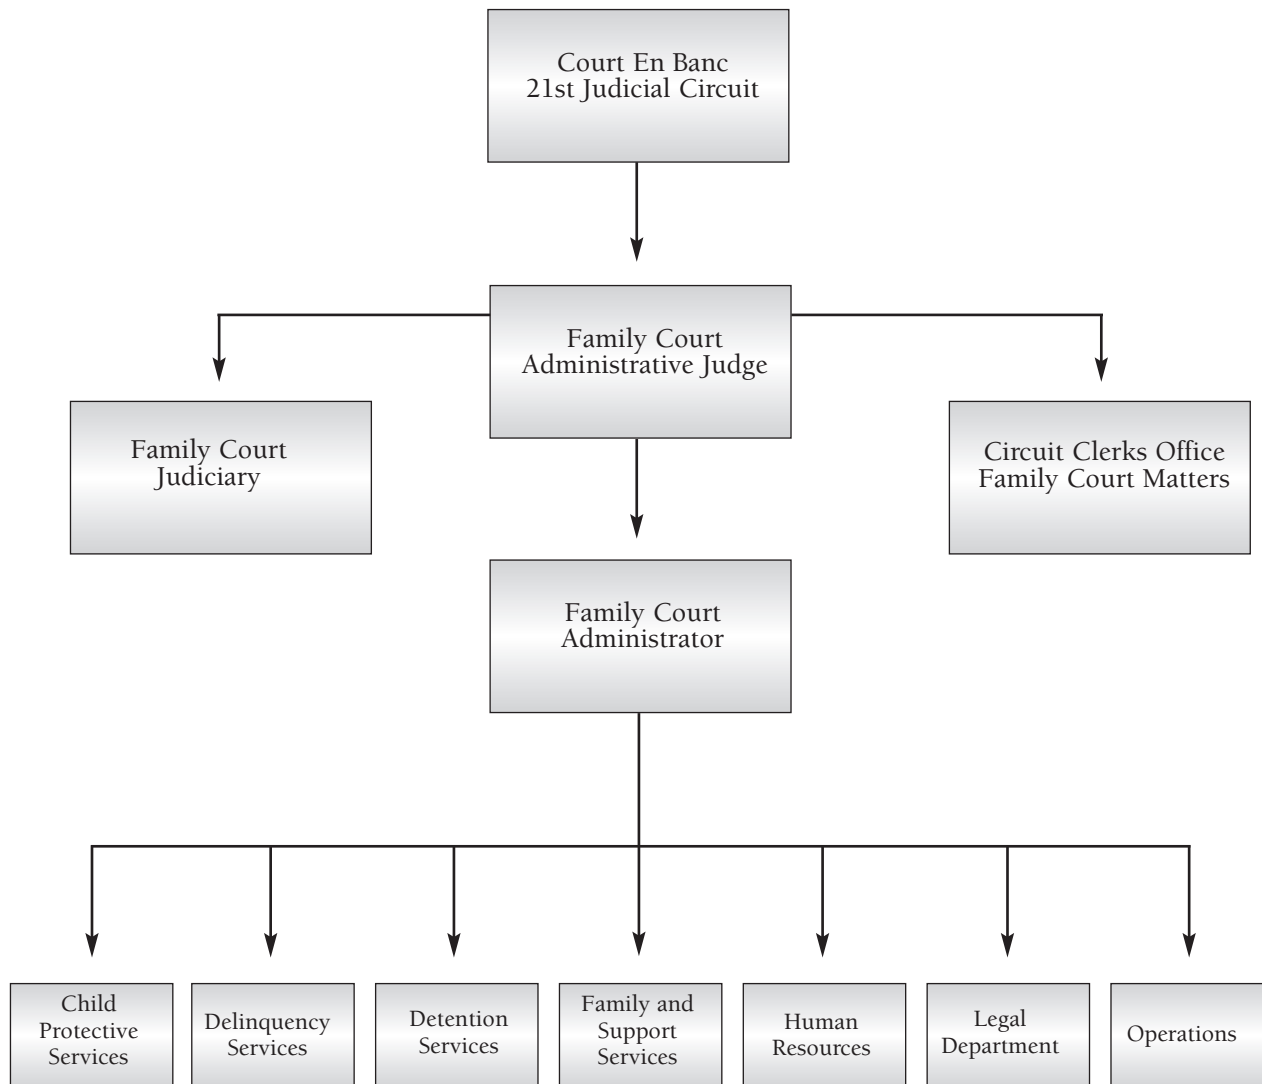 Court En Banc
21st Judicial Circuit
Family Court
Administrative Judge
Family Court
Judiciary
Circuit Clerks Office
Family Court Matters
Family Court
Administrator
Child
Protective
Services
Delinquency
Services
Detention
Services
Family and
Support
Services
Human
Resources
Legal
Department
Operations